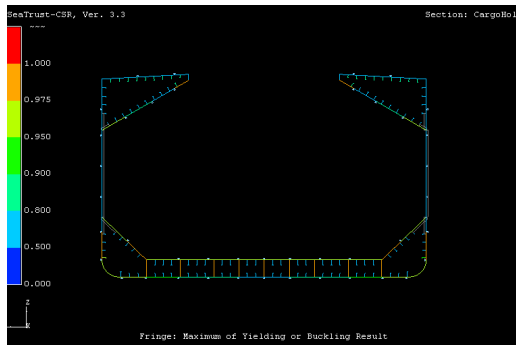 SeaTrust-CSR, Ver. 3.3
Section: CargoHol
1.000
0.975
0.950
0.900
0.800
0.500
0.000
z
Fringe: Maximum of Yielding or Buckling Result